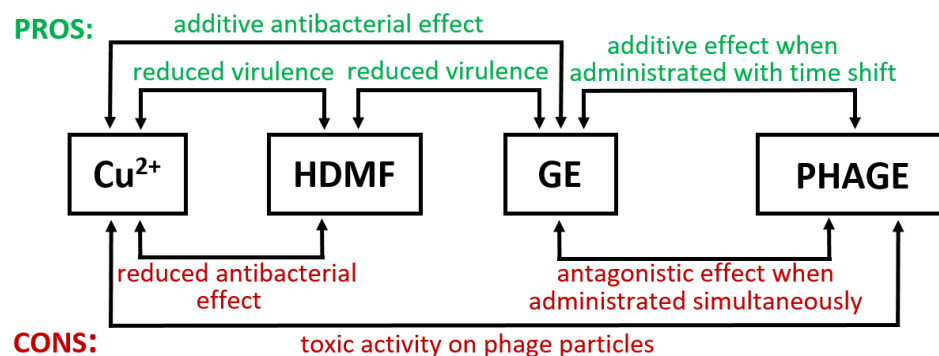 PROS:
additive antibacterial effect
additive effect when
administrated with time shift
reduced virulence
reduced virulence
Cu²⁺
HDMF
GE
PHAGE
reduced antibacterial
effect
antagonistic effect when
administrated simultaneously
CONS:
toxic activity on phage particles